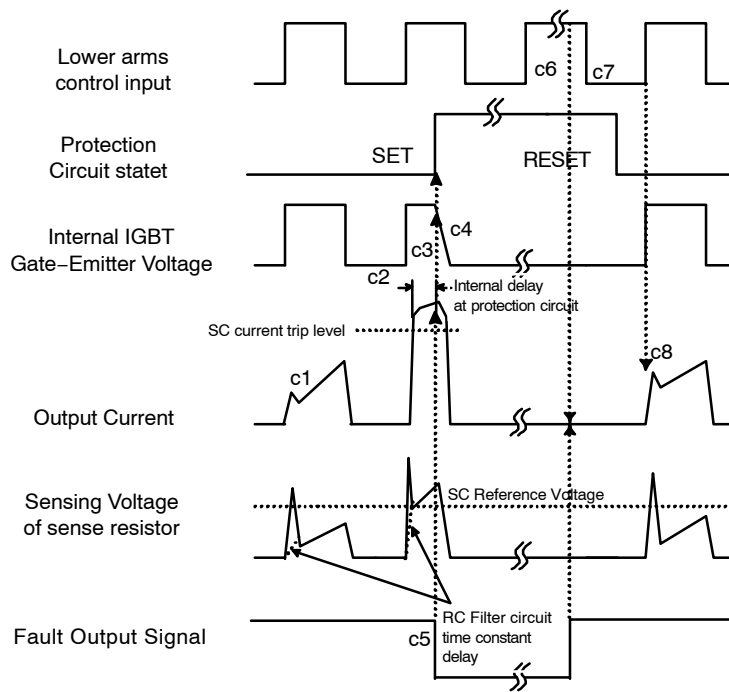 Lower arms
control input
c6
c7
Protection
Circuit statet
SET
RESET
Internal IGBT
Gate−Emitter Voltage
c4
c3
c2
Internal delay
at protection circuit
SC current trip level
c1
c8
Output Current
Sensing Voltage
of sense resistor
SC Reference Voltage
Fault Output Signal
c5
RC Filter circuit
time constant
delay